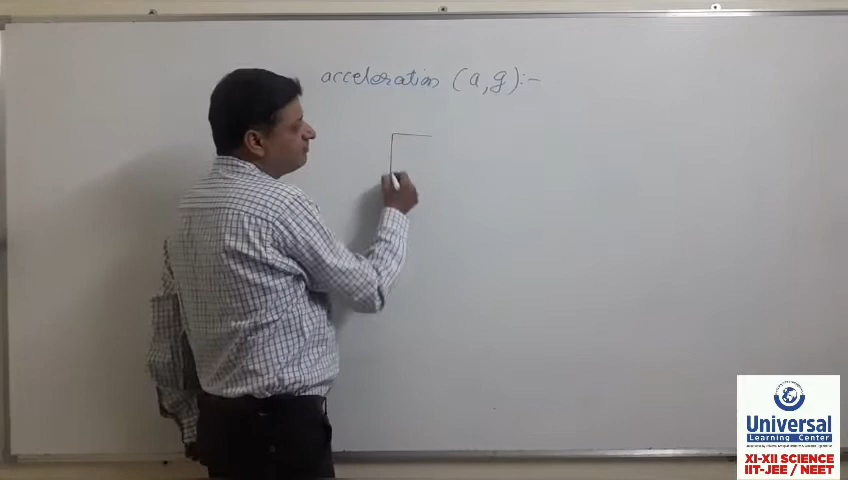 acceleration (a, g):-
Universal
Learning Center
XI-XII SCIENCE
IIT-JEE / NEET